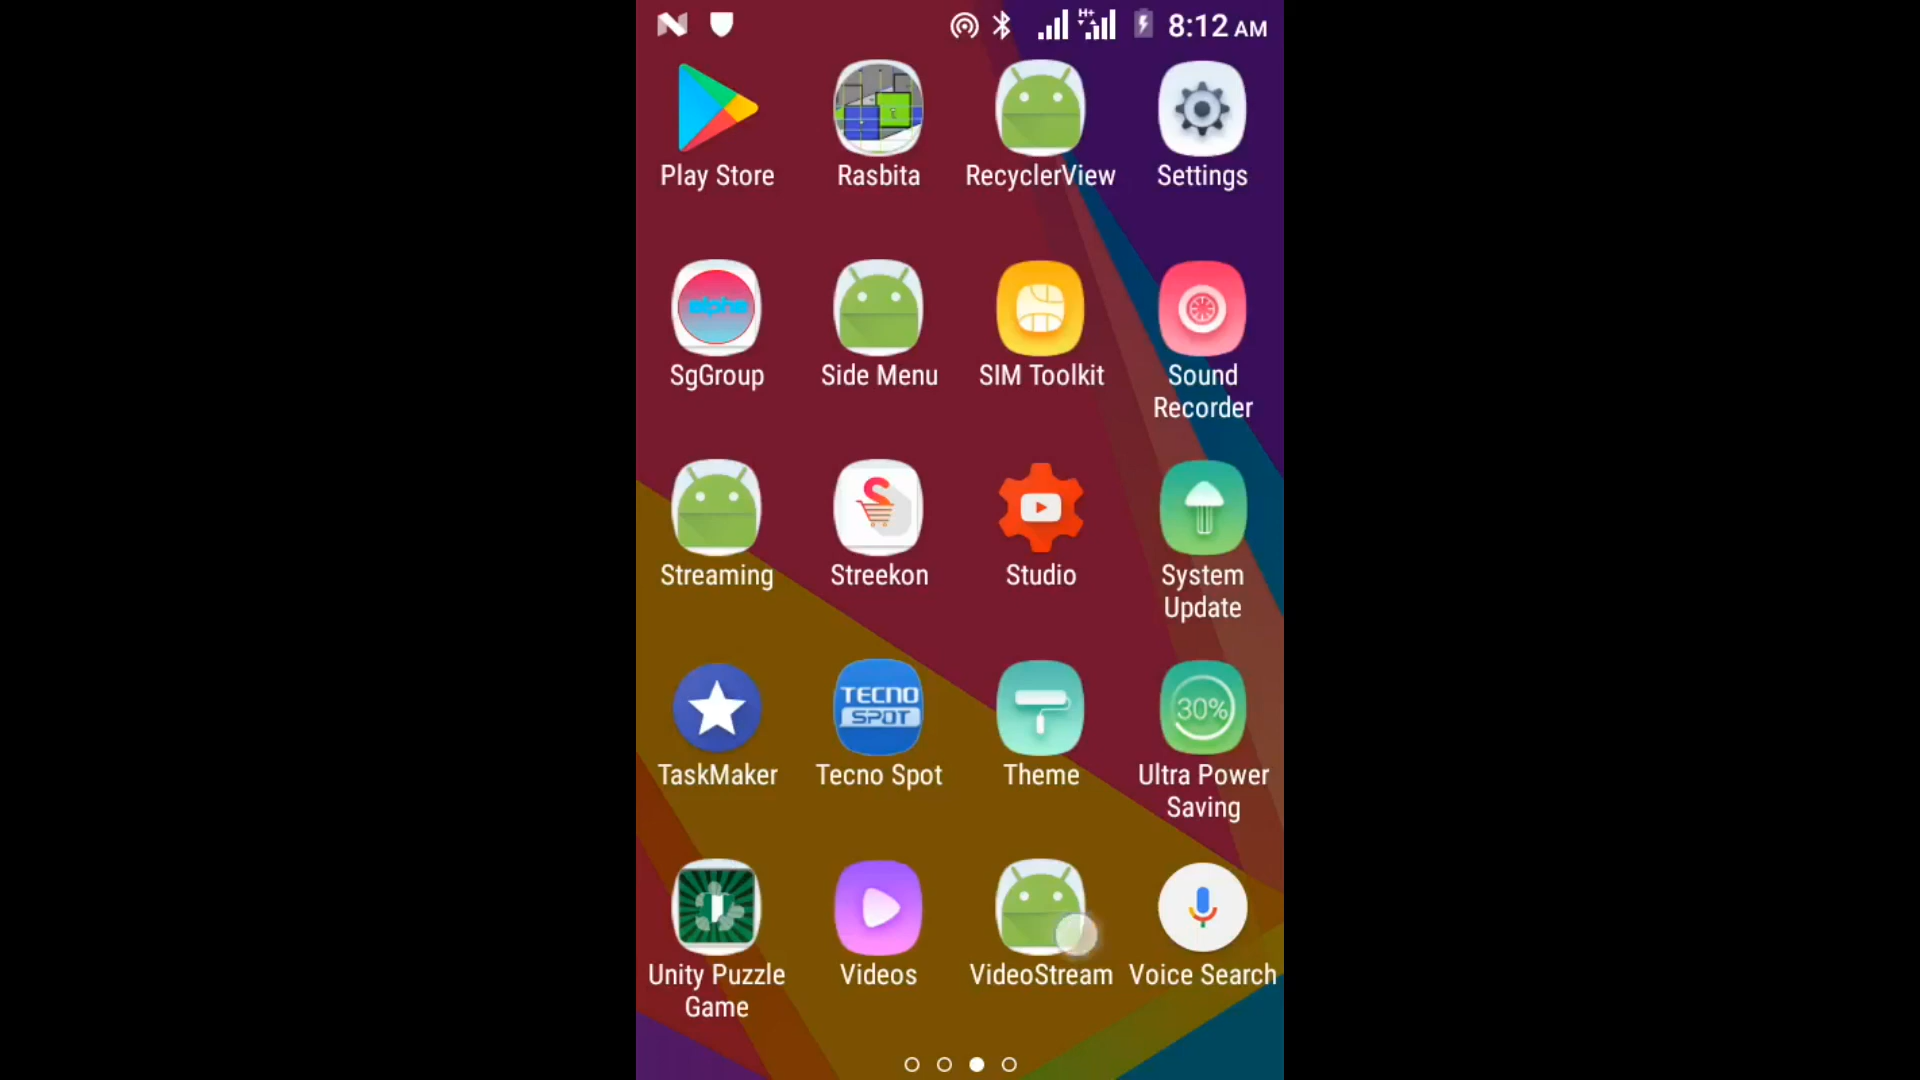 8:12 AM
H+
Play Store
Rasbita
RecyclerView
Settings
alpha
SgGroup
Side Menu
SIM Toolkit
Sound
Recorder
Streaming
S
Streekon
Studio
System
Update
TECNO
SPOT
30%
TaskMaker
Tecno Spot
Theme
Ultra Power
Saving
Unity Puzzle
Game
Videos
VideoStream
Voice Search